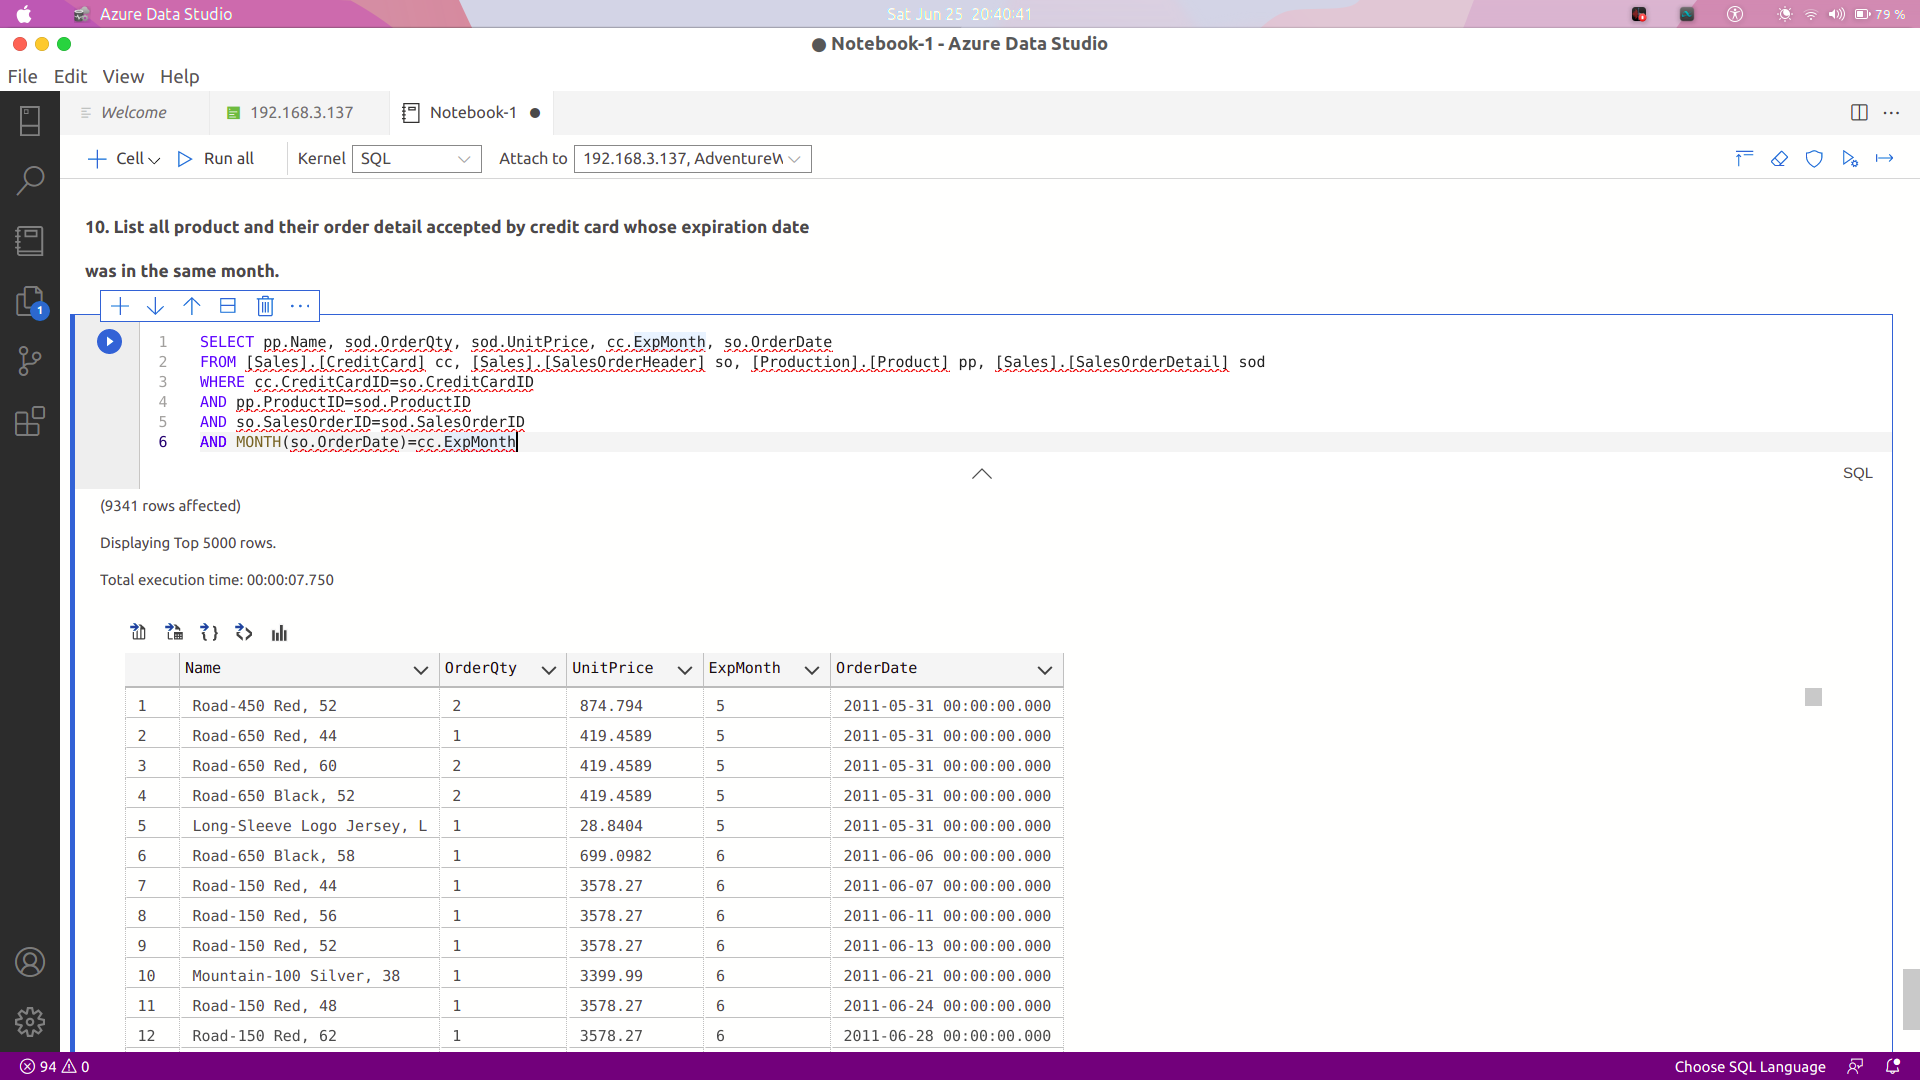 Azure Data Studio
Sat Jun 25 20:40:41
79 %
Notebook-1 - Azure Data Studio
File Edit View Help
Welcome
192.168.3.137
Notebook-1
Cell
Run all
Kernel
SQL
Attach to
192.168.3.137, AdventureW
10. List all product and their order detail accepted by credit card whose expiration date
was in the same month.
1 SELECT pp.Name, sod.OrderQty, sod.UnitPrice, cc.ExpMonth, so.OrderDate
2 FROM [Sales].[CreditCard] cc, [Sales].[SalesOrderHeader] so, [Production].[Product] pp, [Sales].[SalesOrderDetail] sod
3 WHERE cc.CreditCardID=so.CreditCardID
4 AND pp.ProductID=sod.ProductID
5 AND so.SalesOrderID=sod.SalesOrderID
6 AND MONTH(so.OrderDate)=cc.ExpMonth
SQL
1
(9341 rows affected)
Displaying Top 5000 rows.
Total execution time: 00:00:07.750
Name OrderQty UnitPrice ExpMonth OrderDate
1 Road-450 Red, 52 2 874.794 5 2011-05-31 00:00:00.000
2 Road-650 Red, 44 1 419.4589 5 2011-05-31 00:00:00.000
3 Road-650 Red, 60 2 419.4589 5 2011-05-31 00:00:00.000
4 Road-650 Black, 52 2 419.4589 5 2011-05-31 00:00:00.000
5 Long-Sleeve Logo Jersey, L 1 28.8404 5 2011-05-31 00:00:00.000
6 Road-650 Black, 58 1 699.0982 6 2011-06-06 00:00:00.000
7 Road-150 Red, 44 1 3578.27 6 2011-06-07 00:00:00.000
8 Road-150 Red, 56 1 3578.27 6 2011-06-11 00:00:00.000
9 Road-150 Red, 52 1 3578.27 6 2011-06-13 00:00:00.000
10 Mountain-100 Silver, 38 1 3399.99 6 2011-06-21 00:00:00.000
11 Road-150 Red, 48 1 3578.27 6 2011-06-24 00:00:00.000
12 Road-150 Red, 62 1 3578.27 6 2011-06-28 00:00:00.000
94 0
Choose SQL Language